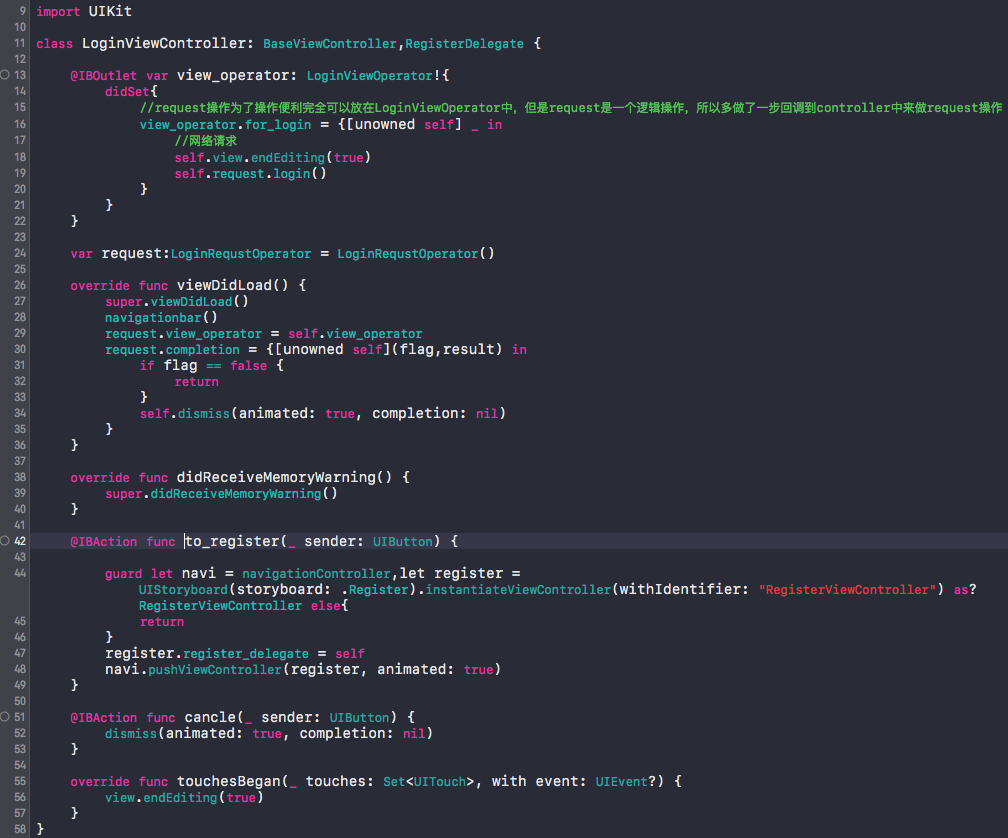 9 import UIKit
10
11 class LoginViewController: BaseViewController,RegisterDelegate {
12
13     @IBOutlet var view_operator: LoginViewOperator!{
14         didSet{
15             //request操作为了操作便利完全可以放在LoginViewOperator中，但是request是一个逻辑操作，所以多做了一步回调到controller中来做request操作
16             view_operator.for_login = {[unowned self] _ in
17                 //网络请求
18                 self.view.endEditing(true)
19                 self.request.login()
20             }
21         }
22     }
23
24     var request:LoginRequstOperator = LoginRequstOperator()
25
26     override func viewDidLoad() {
27         super.viewDidLoad()
28         navigationbar()
29         request.view_operator = self.view_operator
30         request.completion = {[unowned self](flag,result) in
31             if flag == false {
32                 return
33             }
34             self.dismiss(animated: true, completion: nil)
35         }
36     }
37
38     override func didReceiveMemoryWarning() {
39         super.didReceiveMemoryWarning()
40     }
41
42     @IBAction func to_register(_ sender: UIButton) {
43
44         guard let navi = navigationController,let register =
            UIStoryboard(storyboard: .Register).instantiateViewController(withIdentifier: "RegisterViewController") as?
            RegisterViewController else{
45             return
46         }
47         register.register_delegate = self
48         navi.pushViewController(register, animated: true)
49     }
50
51     @IBAction func cancle(_ sender: UIButton) {
52         dismiss(animated: true, completion: nil)
53     }
54
55     override func touchesBegan(_ touches: Set<UITouch>, with event: UIEvent?) {
56         view.endEditing(true)
57     }
58 }